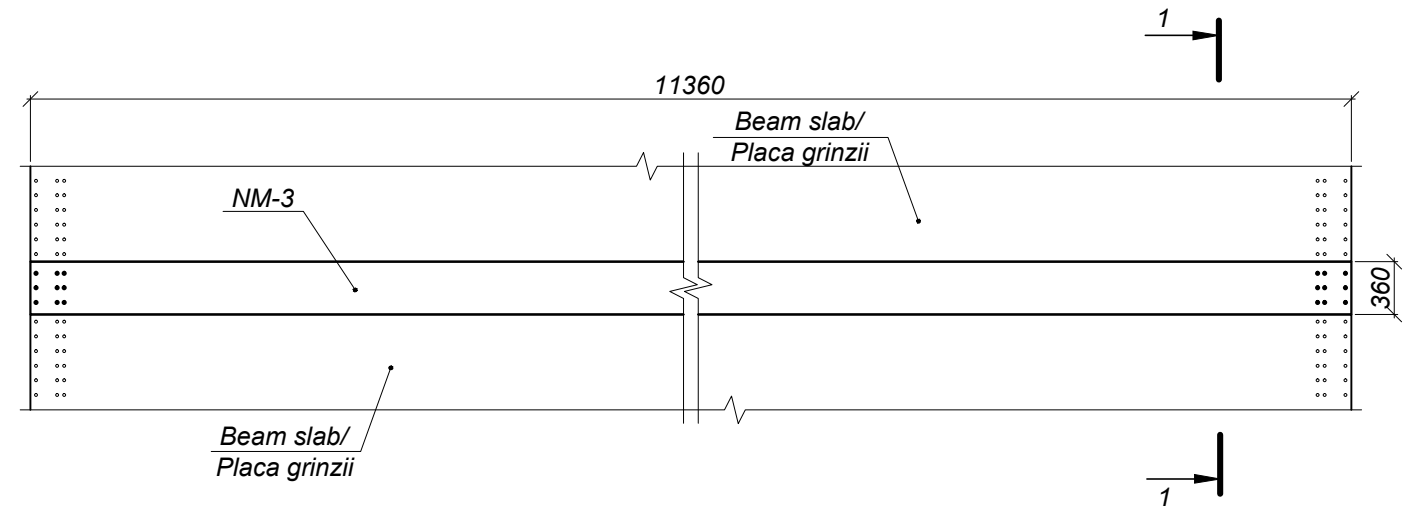 1
11360
Beam slab/
Placa grinzii
NM-3
360
Beam slab/
Placa grinzii
1